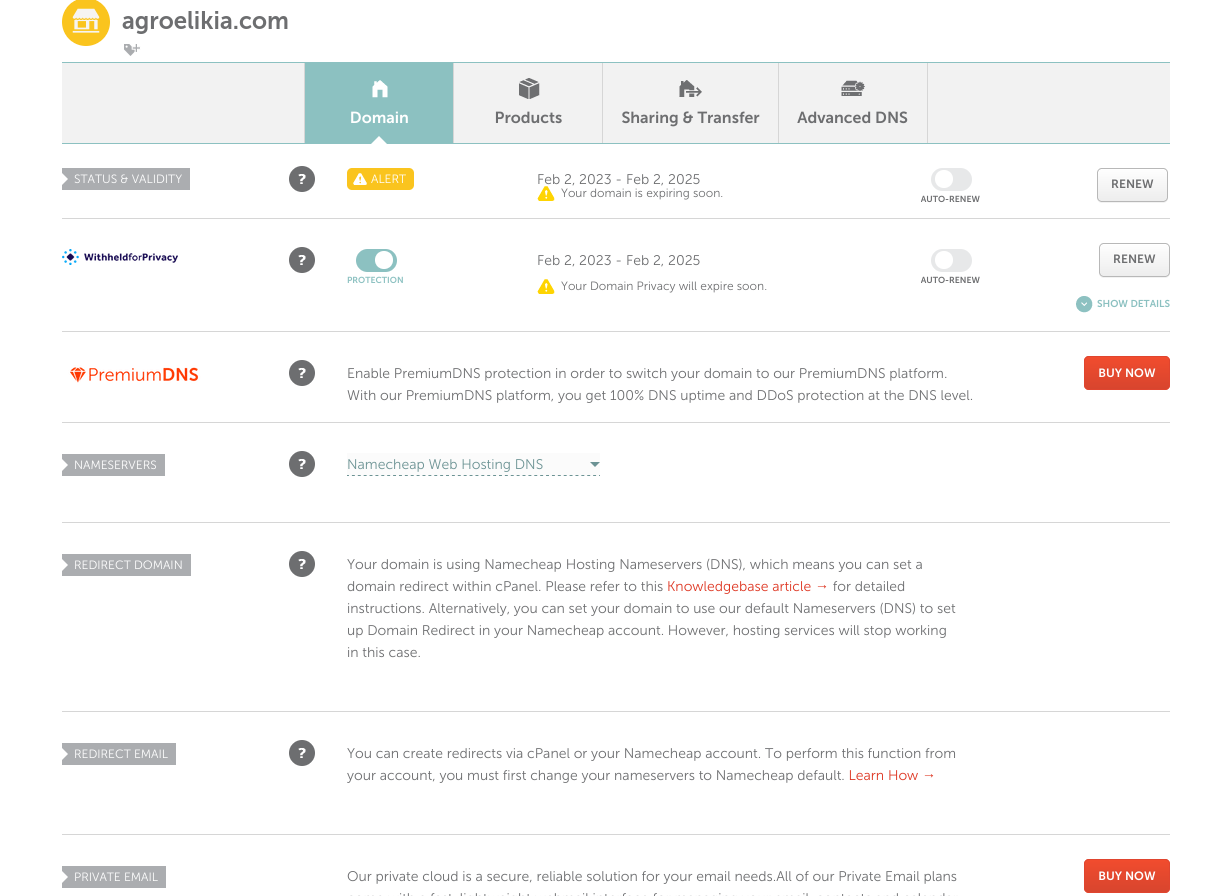 agroelikia.com
Domain
Products
Sharing & Transfer
Advanced DNS
STATUS & VALIDITY
?
ALERT
Feb 2, 2023 - Feb 2, 2025
Your domain is expiring soon.
AUTO-RENEW
RENEW
WithheldforPrivacy
?
PROTECTION
Feb 2, 2023 - Feb 2, 2025
Your Domain Privacy will expire soon.
AUTO-RENEW
RENEW
SHOW DETAILS
PremiumDNS
?
Enable PremiumDNS protection in order to switch your domain to our PremiumDNS platform.
With our PremiumDNS platform, you get 100% DNS uptime and DDoS protection at the DNS level.
BUY NOW
NAMESERVERS
?
Namecheap Web Hosting DNS
REDIRECT DOMAIN
?
Your domain is using Namecheap Hosting Nameservers (DNS), which means you can set a
domain redirect within cPanel. Please refer to this Knowledgebase article → for detailed
instructions. Alternatively, you can set your domain to use our default Nameservers (DNS) to set
up Domain Redirect in your Namecheap account. However, hosting services will stop working
in this case.
REDIRECT EMAIL
?
You can create redirects via cPanel or your Namecheap account. To perform this function from
your account, you must first change your nameservers to Namecheap default. Learn How →
PRIVATE EMAIL
Our private cloud is a secure, reliable solution for your email needs.All of our Private Email plans
BUY NOW